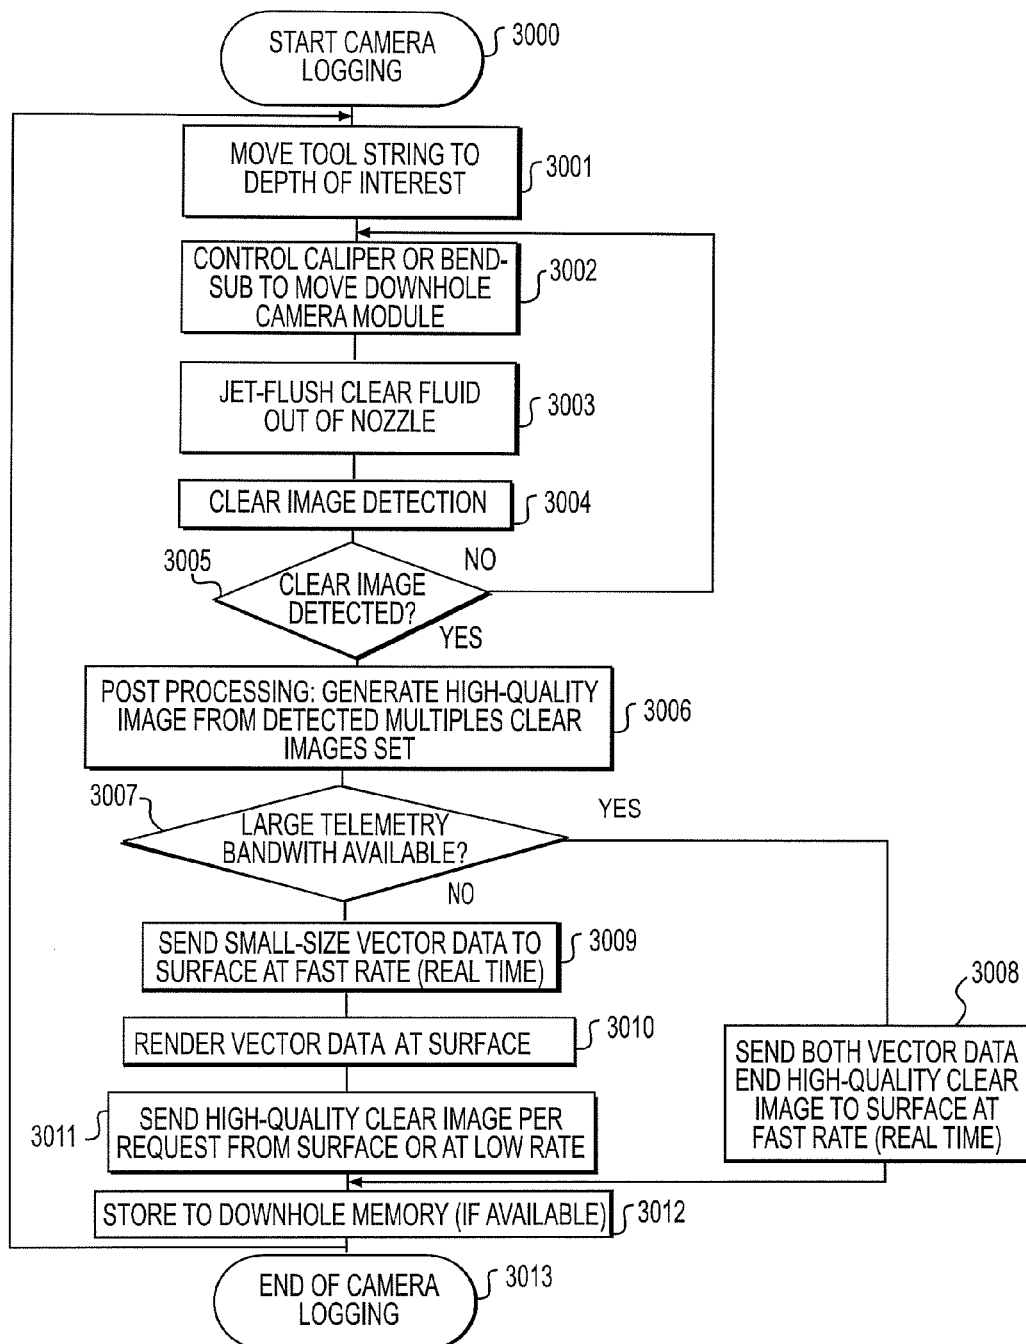 START CAMERA
LOGGING
3000
MOVE TOOL STRING TO
DEPTH OF INTEREST
3001
CONTROL CALIPER OR BEND-
SUB TO MOVE DOWNHOLE
CAMERA MODULE
3002
JET-FLUSH CLEAR FLUID
OUT OF NOZZLE
3003
CLEAR IMAGE DETECTION
3004
3005
CLEAR IMAGE
DETECTED?
NO
YES
POST PROCESSING: GENERATE HIGH-QUALITY
IMAGE FROM DETECTED MULTIPLES CLEAR
IMAGES SET
3006
3007
LARGE TELEMETRY
BANDWITH AVAILABLE?
YES
NO
SEND SMALL-SIZE VECTOR DATA TO
SURFACE AT FAST RATE (REAL TIME)
3009
RENDER VECTOR DATA AT SURFACE
3010
3008
SEND BOTH VECTOR DATA
END HIGH-QUALITY CLEAR
IMAGE TO SURFACE AT
FAST RATE (REAL TIME)
3011
SEND HIGH-QUALITY CLEAR IMAGE PER
REQUEST FROM SURFACE OR AT LOW RATE
STORE TO DOWNHOLE MEMORY (IF AVAILABLE)
3012
END OF CAMERA
LOGGING
3013